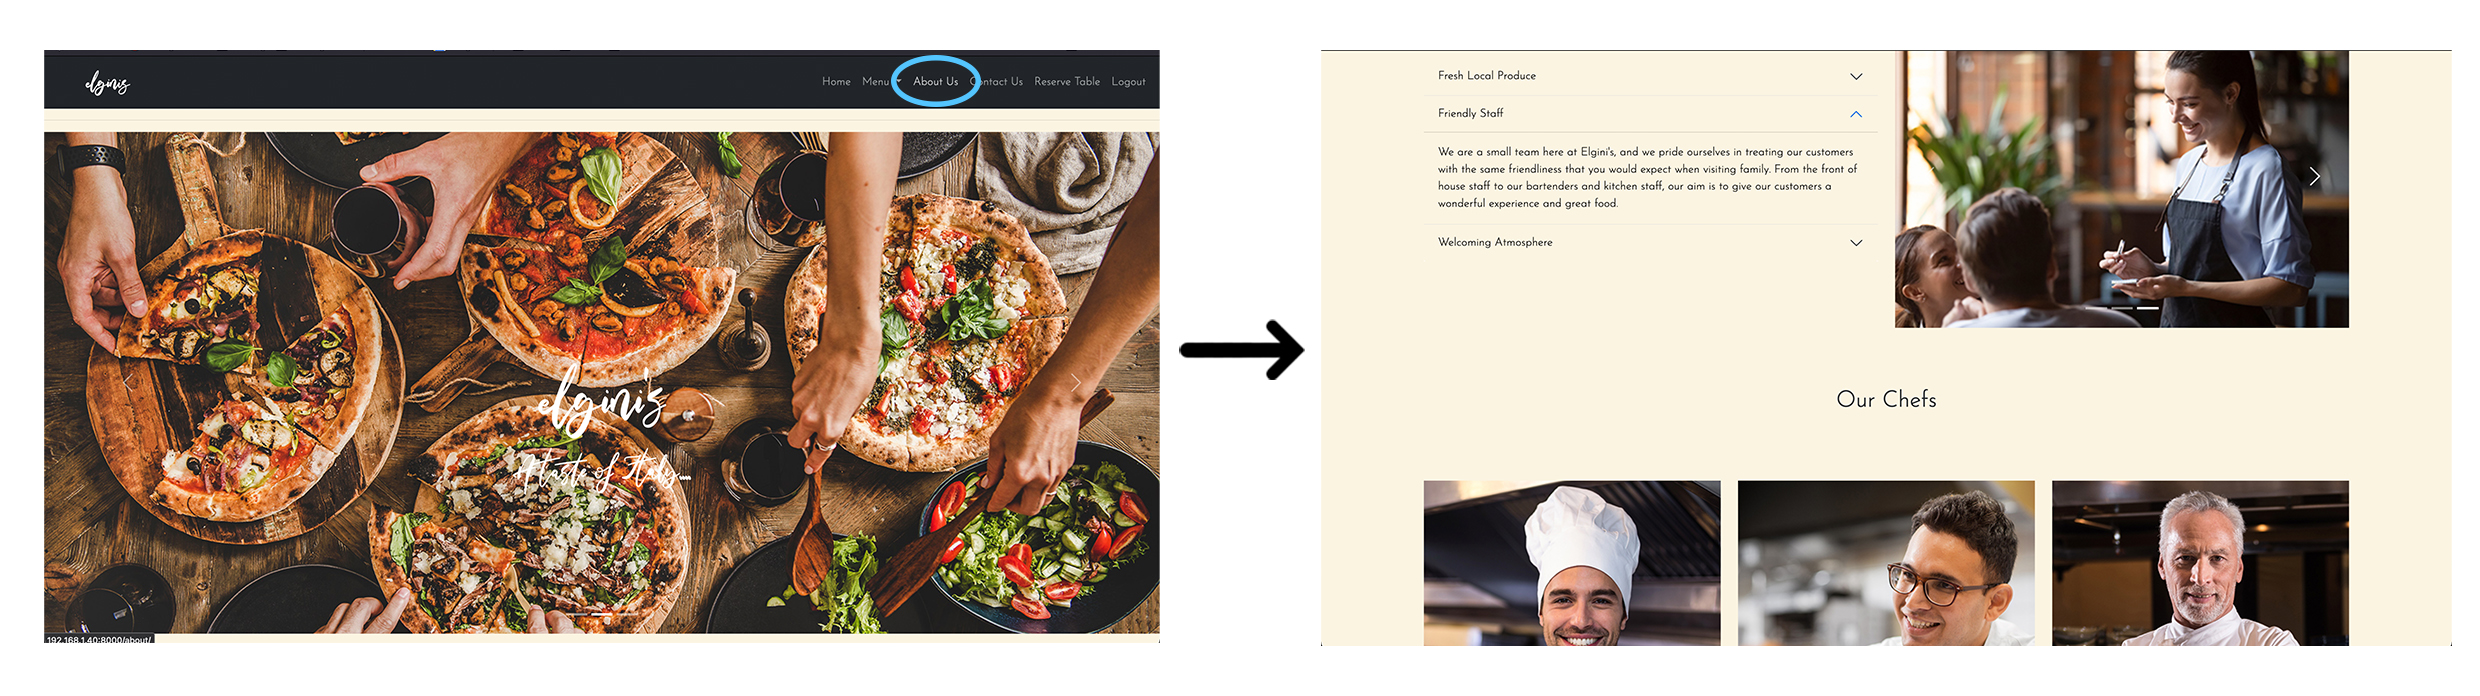 elginis
Home Menu About Us Contact Us Reserve Table Logout
elgini's
A taste of Italy...
192.168.1.40:8000/about/
Fresh Local Produce
Friendly Staff
We are a small team here at Elgini's, and we pride ourselves in treating our customers
with the same friendliness that you would expect when visiting family. From the front of
house staff to our bartenders and kitchen staff, our aim is to give our customers a
wonderful experience and great food.
Welcoming Atmosphere
Our Chefs